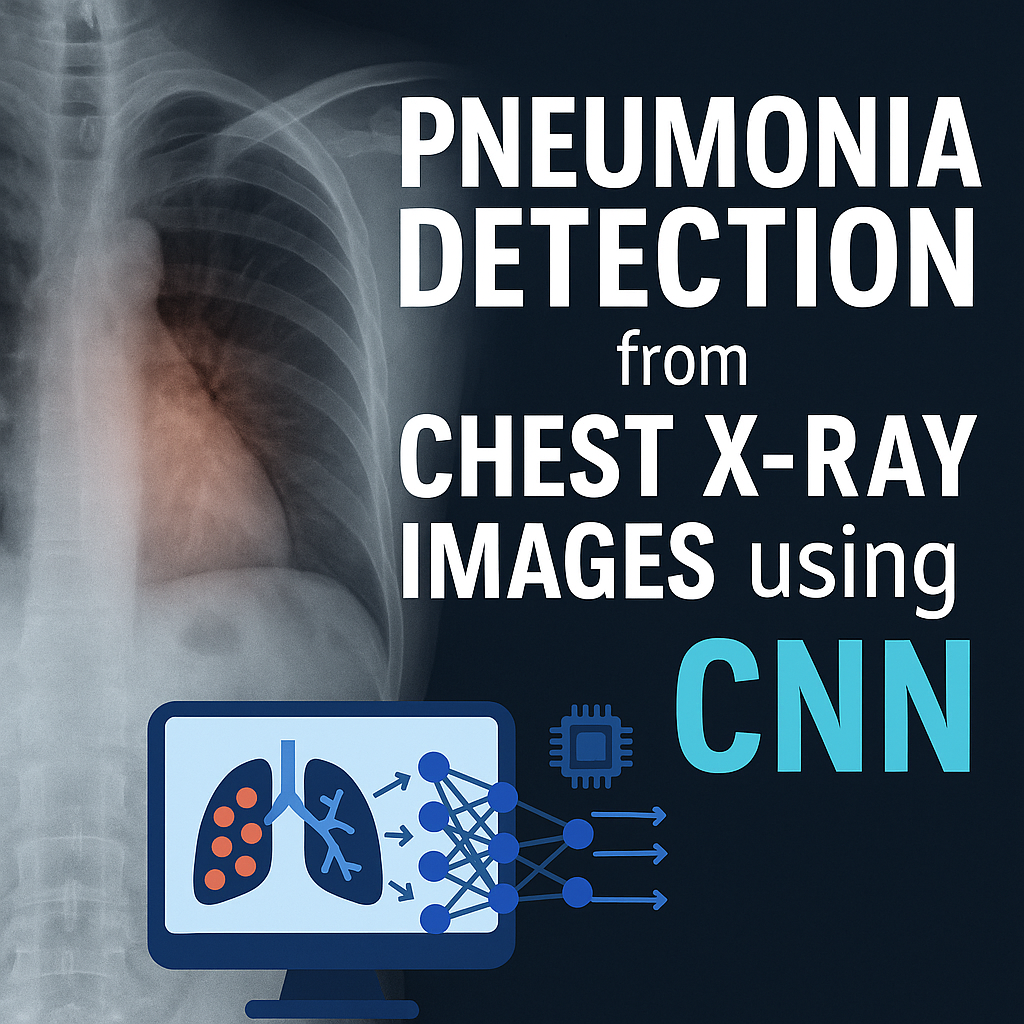 PNEUMONIA
DETECTION
from
CHEST X-RAY
IMAGES using
CNN